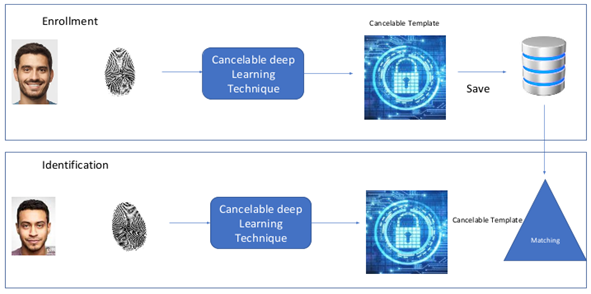 Enrollment
Cancelable Template
Cancelable deep
Learning
Technique
Save
Identification
Cancelable deep
Learning
Technique
Cancelable Template
Matching